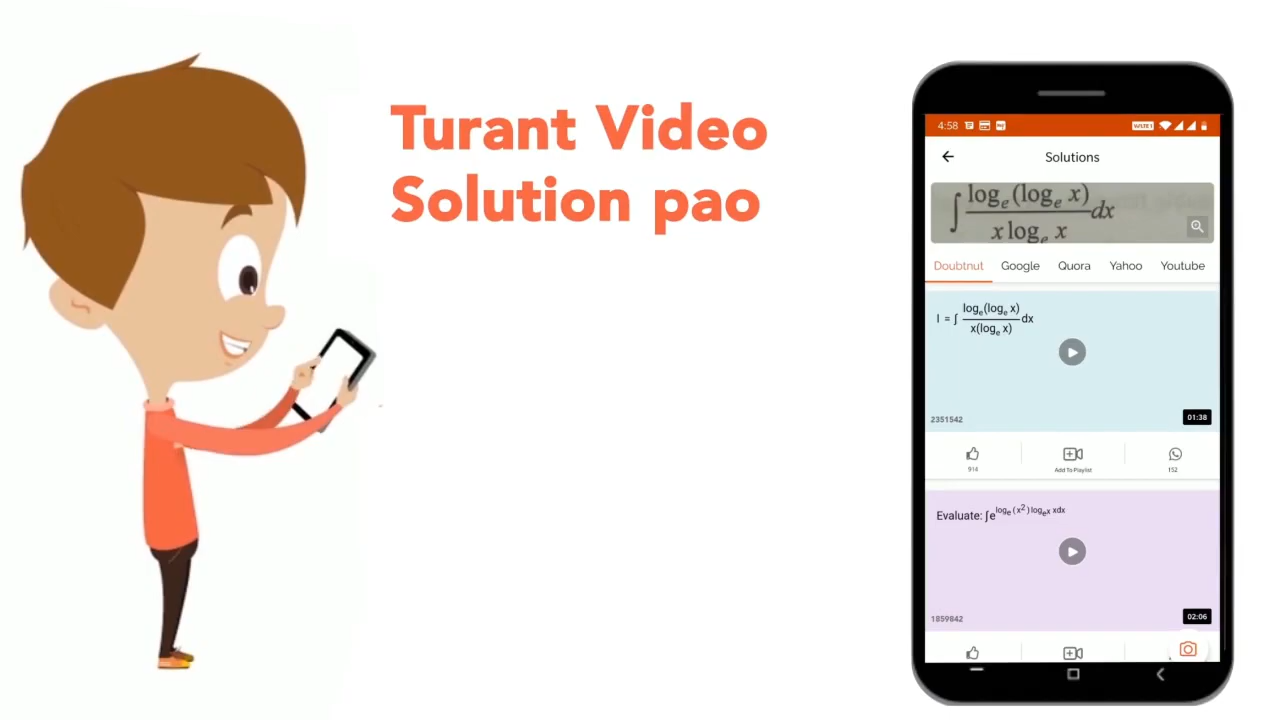 Turant Video
Solution pao
4:58
VoLTE1
Solutions
∫ logₑ(logₑ x) / x logₑ x dx
Doubtnut Google Quora Yahoo Youtube
I = ∫ logₑ(logₑ x) / x(logₑ x) dx
2351542 01:38
914 Add To Playlist 152
Evaluate: ∫e^logₑ(x²)logₑx xdx
1859842 02:06